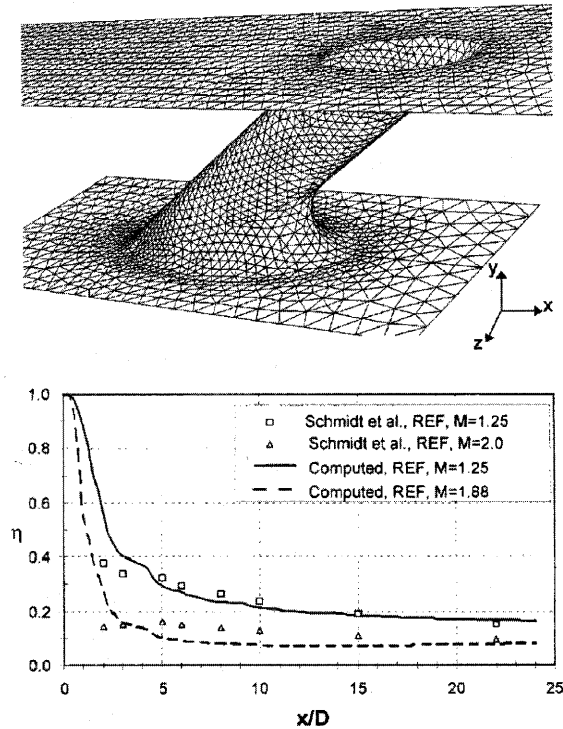 y
x
z
1.0
0.8
0.6
0.4
0.2
0.0
η
Schmidt et al., REF, M=1.25
Schmidt et al., REF, M=2.0
Computed, REF, M=1.25
Computed, REF, M=1.88
0 5 10 15 20 25
x/D